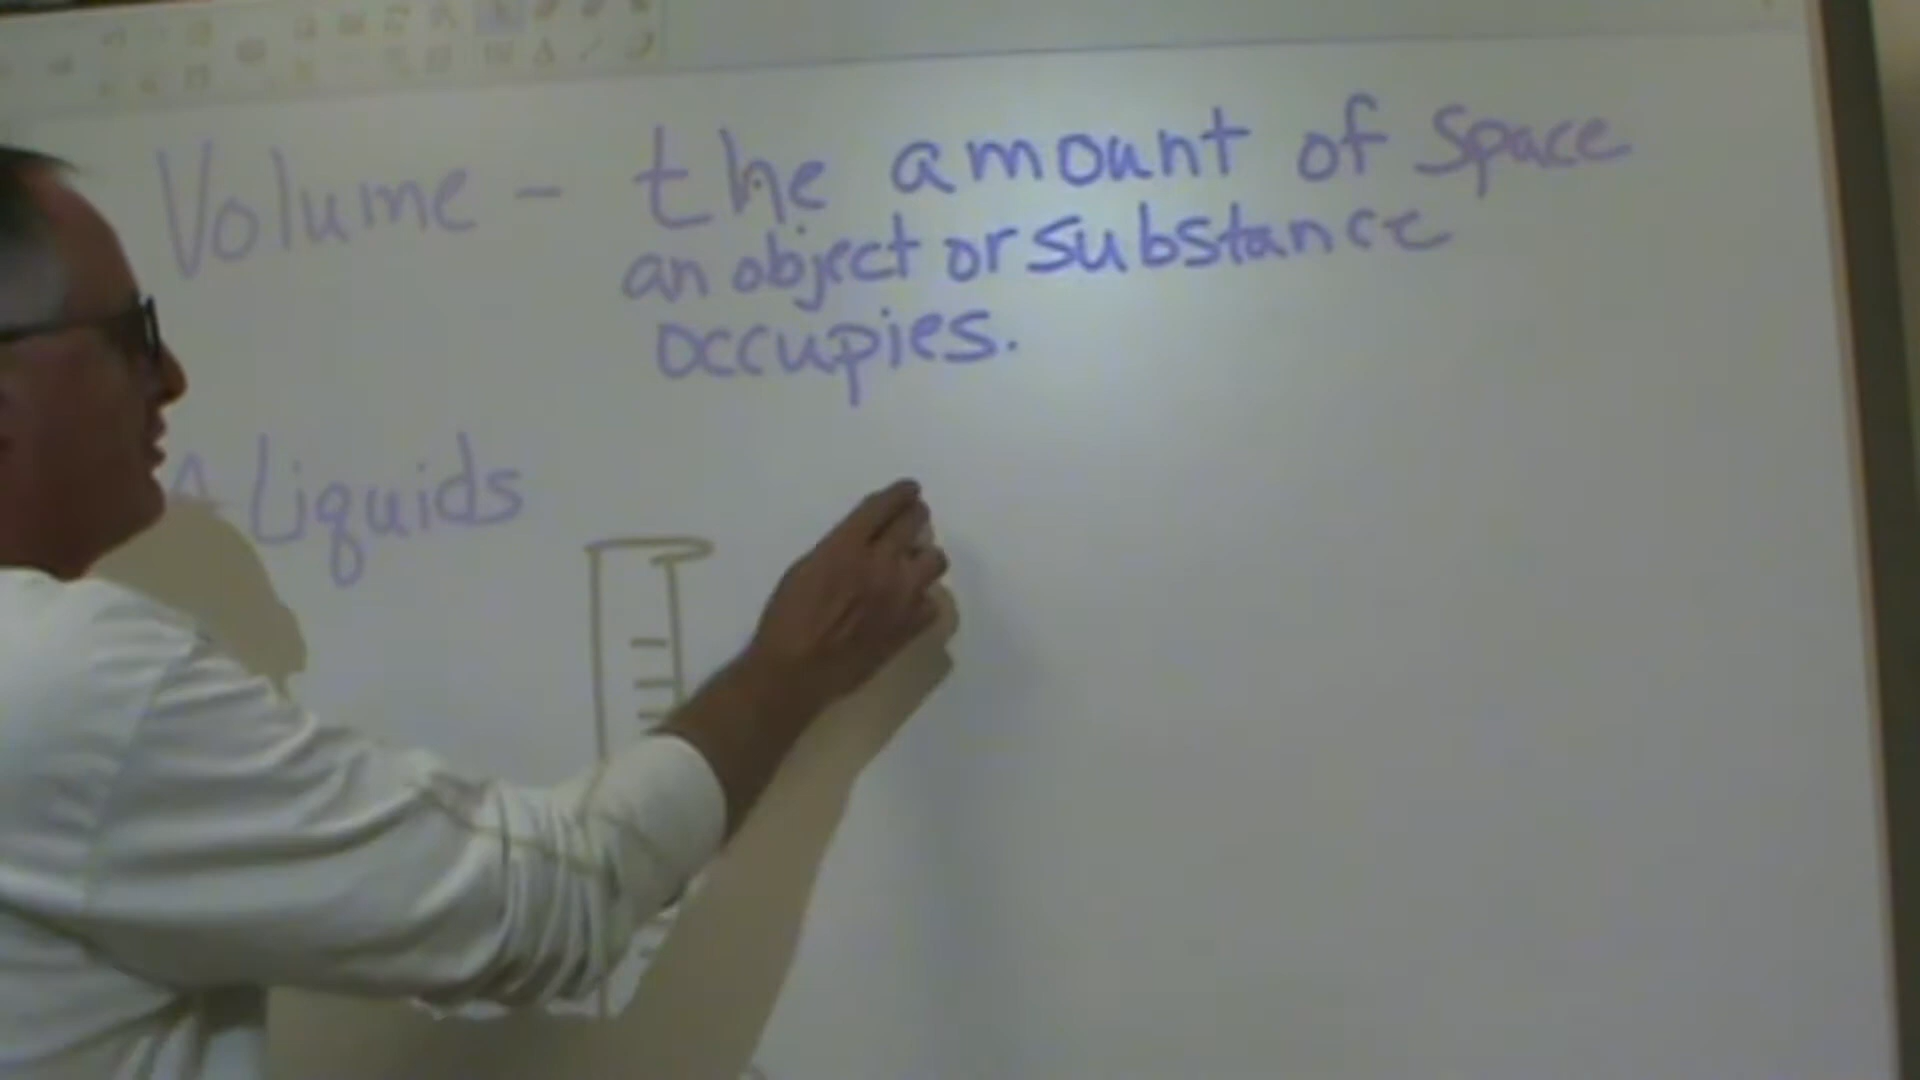 Volume - the amount of space
an object or substance
occupies.
Liquids